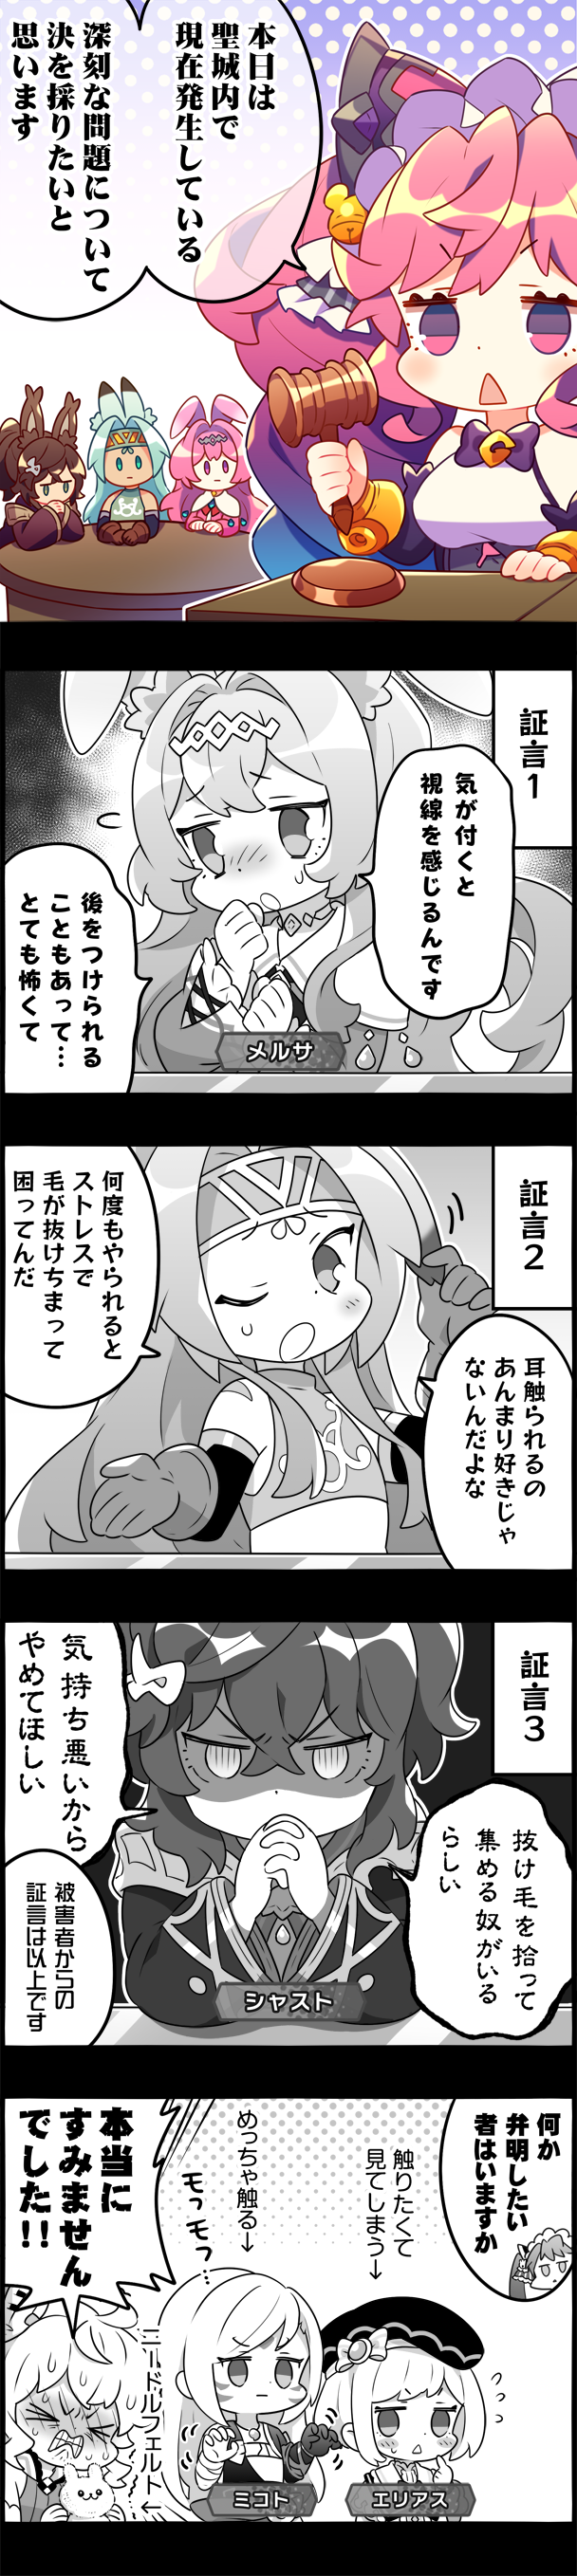 本日は
聖城内で
現在発生している
深刻な問題について
決を採りたいと
思います
証言1
気が付くと
視線を感じるんです
後をつけられる
こともあって…
とても怖くて
メルサ
証言2
耳触られるの
あんまり好きじゃ
ないんだよな
何度もやられると
ストレスで
毛が抜けちまって
困ってんだ
証言3
抜け毛を拾って
集める奴がいる
らしい
気持ち悪いから
やめてほしい
シャスト
被害者からの
証言は以上です
何か
弁明したい
者はいますか
触りたくて
見てしまう→
エリアス
めっちゃ触る→
モっモっ…
ミコト
本当に
すみません
でした!!
ニードルフェルト→